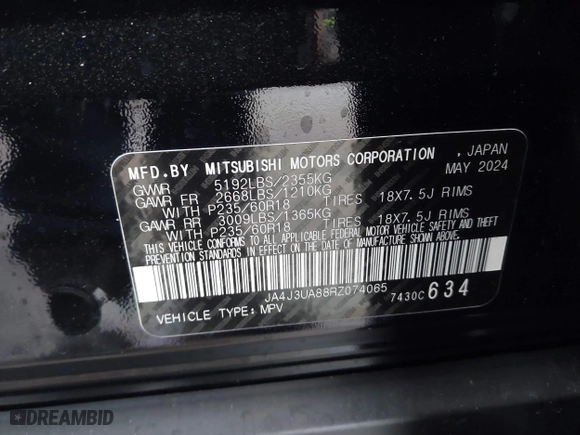 MFD.BY MITSUBISHI MOTORS CORPORATION , JAPAN
MAY 2024
GVWR 5192LBS/2355KG
GAWR FR 2668LBS/1210KG
WITH P235/60R18 TIRES 18X7.5J RIMS
GAWR RR 3009LBS/1365KG
WITH P235/60R18 TIRES 18X7.5J RIMS
THIS VEHICLE CONFORMS TO ALL APPLICABLE FEDERAL MOTOR VEHICLE SAFETY AND THEFT
PREVENTION STANDARDS IN EFFECT ON THE DATE OF MANUFACTURE SHOWN ABOVE.
JA4J3UA88RZ074065
7430C 634
VEHICLE TYPE: MPV
DREAMBID